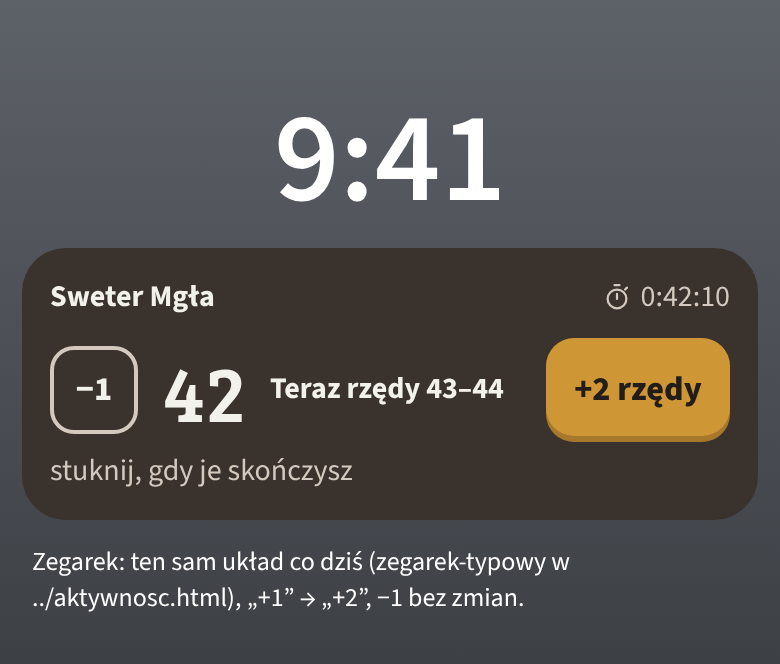 9:41
Sweter Mgła
0:42:10
−1
42
Teraz rzędy 43–44
+2 rzędy
stuknij, gdy je skończysz
Zegarek: ten sam układ co dziś (zegarek-typowy w
../aktywnosc.html), „+1” → „+2”, −1 bez zmian.